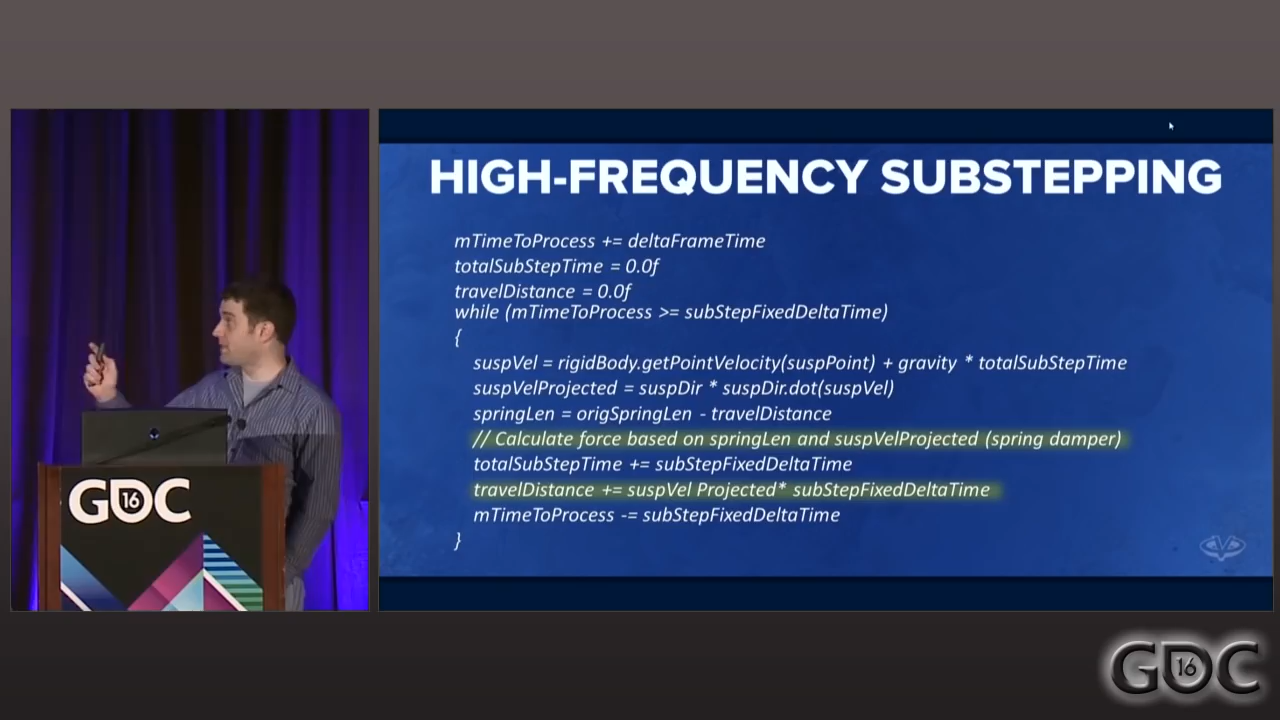 HIGH-FREQUENCY SUBSTEPPING
mTimeToProcess += deltaFrameTime
totalSubStepTime = 0.0f
travelDistance = 0.0f
while (mTimeToProcess >= subStepFixedDeltaTime)
{
suspVel = rigidBody.getPointVelocity(suspPoint) + gravity * totalSubStepTime
suspVelProjected = suspDir * suspDir.dot(suspVel)
springLen = origSpringLen - travelDistance
// Calculate force based on springLen and suspVelProjected (spring damper)
totalSubStepTime += subStepFixedDeltaTime
travelDistance += suspVel Projected* subStepFixedDeltaTime
mTimeToProcess -= subStepFixedDeltaTime
}
GDC 16
GDC 16